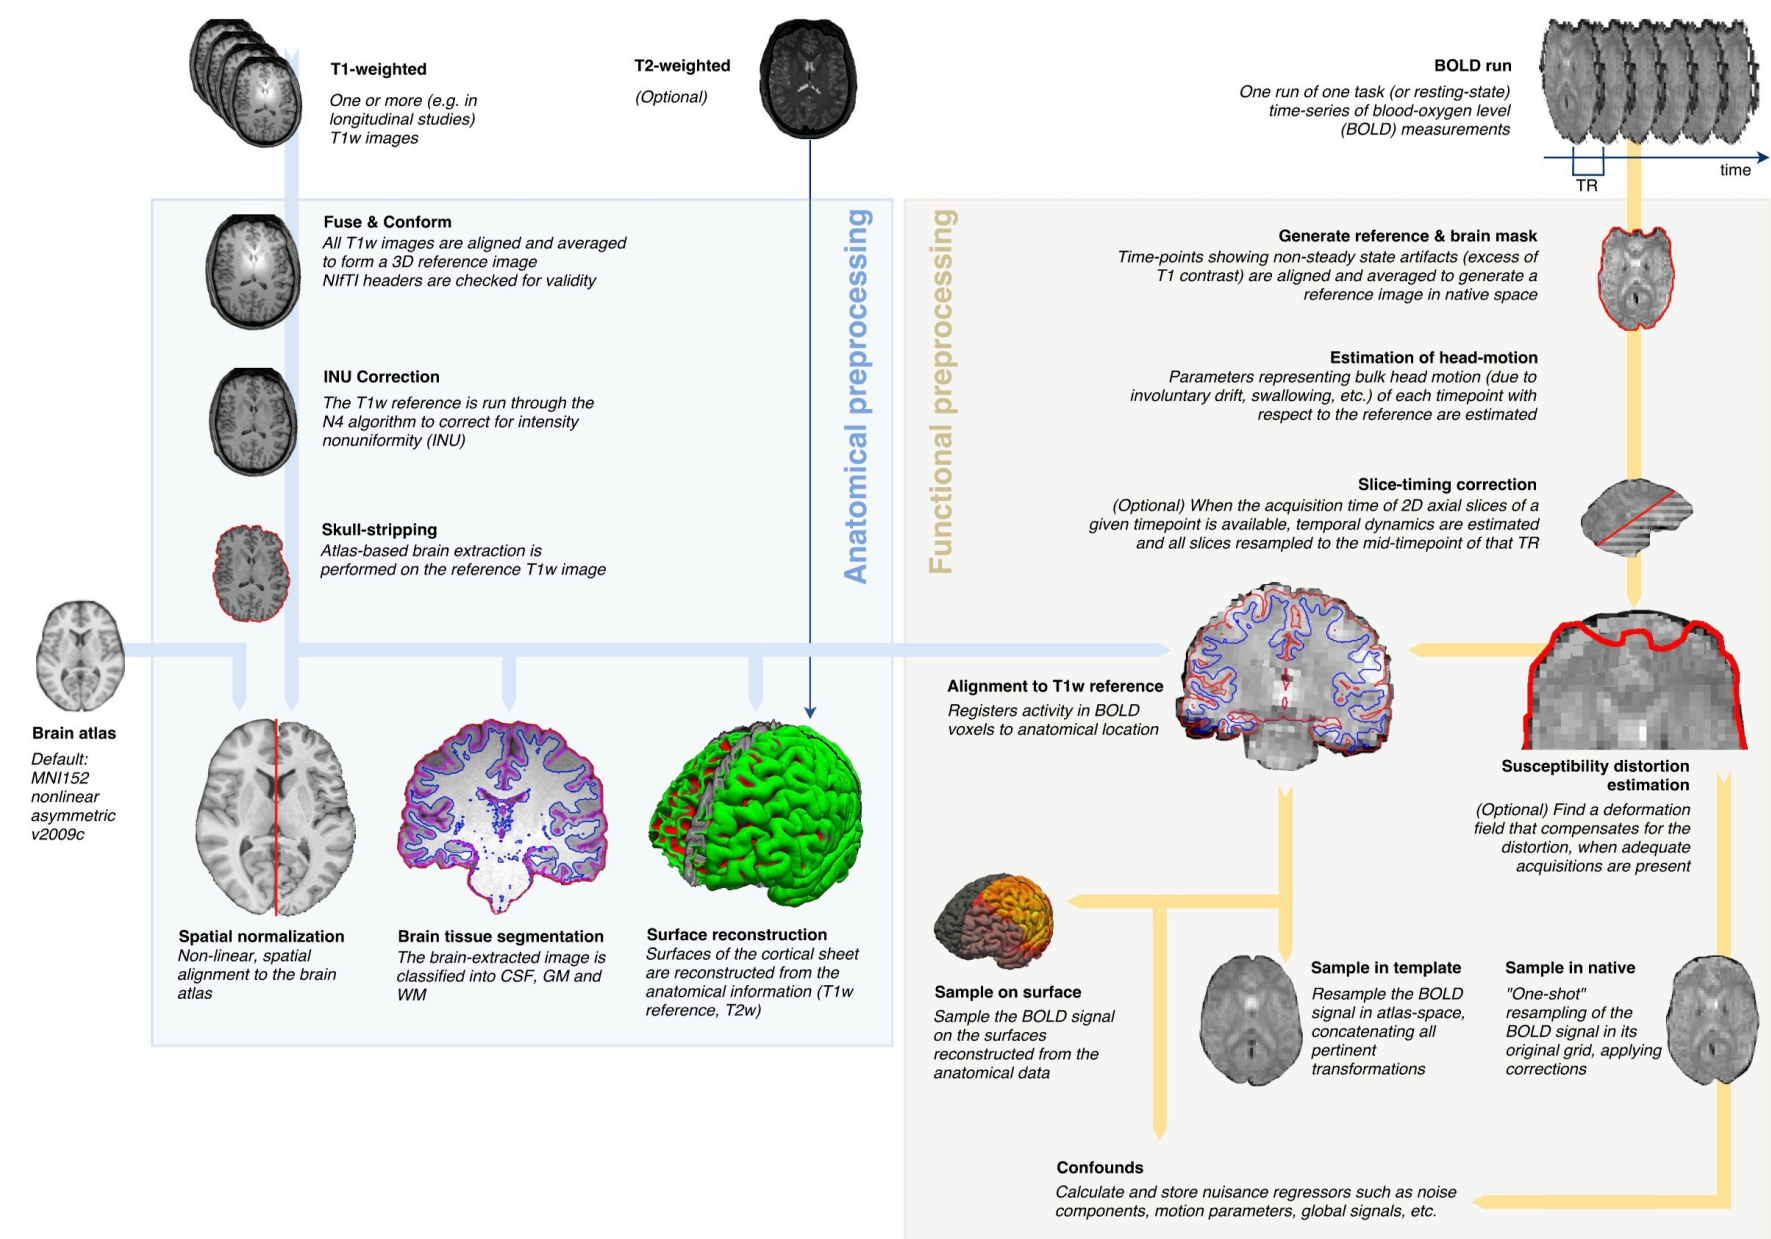 T1-weighted
One or more (e.g. in
longitudinal studies)
T1w images
T2-weighted
(Optional)
BOLD run
One run of one task (or resting-state)
time-series of blood-oxygen level
(BOLD) measurements
time
TR
Anatomical preprocessing
Fuse & Conform
All T1w images are aligned and averaged
to form a 3D reference image
NIfTI headers are checked for validity
INU Correction
The T1w reference is run through the
N4 algorithm to correct for intensity
nonuniformity (INU)
Skull-stripping
Atlas-based brain extraction is
performed on the reference T1w image
Brain atlas
Default:
MNI152
nonlinear
asymmetric
v2009c
Spatial normalization
Non-linear, spatial
alignment to the brain
atlas
Brain tissue segmentation
The brain-extracted image is
classified into CSF, GM and
WM
Surface reconstruction
Surfaces of the cortical sheet
are reconstructed from the
anatomical information (T1w
reference, T2w)
Functional preprocessing
Generate reference & brain mask
Time-points showing non-steady state artifacts (excess of
T1 contrast) are aligned and averaged to generate a
reference image in native space
Estimation of head-motion
Parameters representing bulk head motion (due to
involuntary drift, swallowing, etc.) of each timepoint with
respect to the reference are estimated
Slice-timing correction
(Optional) When the acquisition time of 2D axial slices of a
given timepoint is available, temporal dynamics are estimated
and all slices resampled to the mid-timepoint of that TR
Alignment to T1w reference
Registers activity in BOLD
voxels to anatomical location
Susceptibility distortion
estimation
(Optional) Find a deformation
field that compensates for the
distortion, when adequate
acquisitions are present
Sample on surface
Sample the BOLD signal
on the surfaces
reconstructed from the
anatomical data
Sample in template
Resample the BOLD
signal in atlas-space,
concatenating all
pertinent
transformations
Sample in native
"One-shot"
resampling of the
BOLD signal in its
original grid, applying
corrections
Confounds
Calculate and store nuisance regressors such as noise
components, motion parameters, global signals, etc.